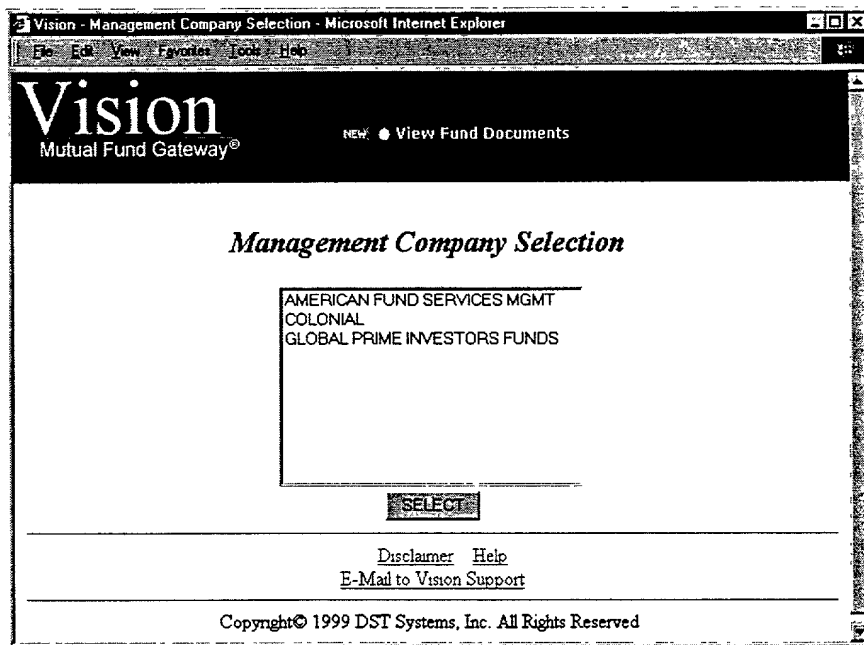 Vision - Management Company Selection - Microsoft Internet Explorer
File Edit View Favorites Tools Help
Vision
Mutual Fund Gateway®
NEW! View Fund Documents
Management Company Selection
AMERICAN FUND SERVICES MGMT
COLONIAL
GLOBAL PRIME INVESTORS FUNDS
SELECT
Disclaimer Help
E-Mail to Vision Support
Copyright© 1999 DST Systems, Inc. All Rights Reserved